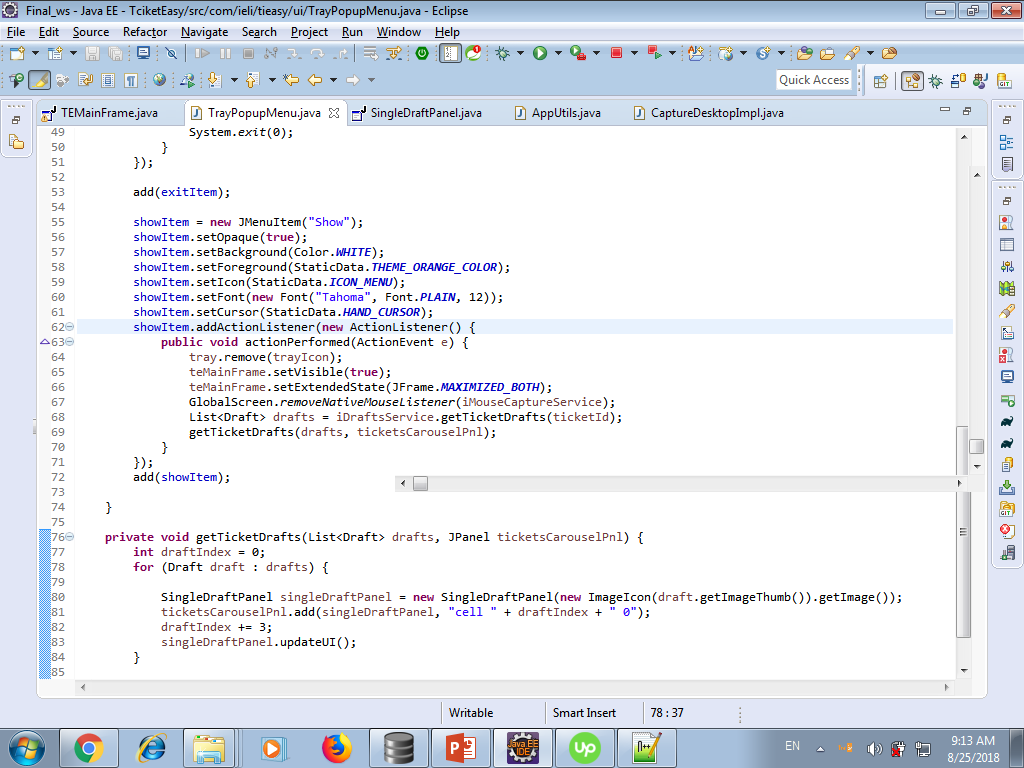 Final_ws - Java EE - TciketEasy/src/com/ieli/tieasy/ui/TrayPopupMenu.java - Eclipse
File Edit Source Refactor Navigate Search Project Run Window Help
Quick Access
TEMainFrame.java TrayPopupMenu.java SingleDraftPanel.java AppUtils.java CaptureDesktopImpl.java
49 System.exit(0);
50 }
51 });
52
53 add(exitItem);
54
55 showItem = new JMenuItem("Show");
56 showItem.setOpaque(true);
57 showItem.setBackground(Color.WHITE);
58 showItem.setForeground(StaticData.THEME_ORANGE_COLOR);
59 showItem.setIcon(StaticData.ICON_MENU);
60 showItem.setFont(new Font("Tahoma", Font.PLAIN, 12));
61 showItem.setCursor(StaticData.HAND_CURSOR);
62 showItem.addActionListener(new ActionListener() {
63 public void actionPerformed(ActionEvent e) {
64 tray.remove(trayIcon);
65 teMainFrame.setVisible(true);
66 teMainFrame.setExtendedState(JFrame.MAXIMIZED_BOTH);
67 GlobalScreen.removeNativeMouseListener(iMouseCaptureService);
68 List<Draft> drafts = iDraftsService.getTicketDrafts(ticketId);
69 getTicketDrafts(drafts, ticketsCarouselPnl);
70 }
71 });
72 add(showItem);
73
74 }
75
76 private void getTicketDrafts(List<Draft> drafts, JPanel ticketsCarouselPnl) {
77 int draftIndex = 0;
78 for (Draft draft : drafts) {
79
80 SingleDraftPanel singleDraftPanel = new SingleDraftPanel(new ImageIcon(draft.getImageThumb()).getImage());
81 ticketsCarouselPnl.add(singleDraftPanel, "cell " + draftIndex + " 0");
82 draftIndex += 3;
83 singleDraftPanel.updateUI();
84 }
85
Writable Smart Insert 78 : 37
EN 9:13 AM
8/25/2018